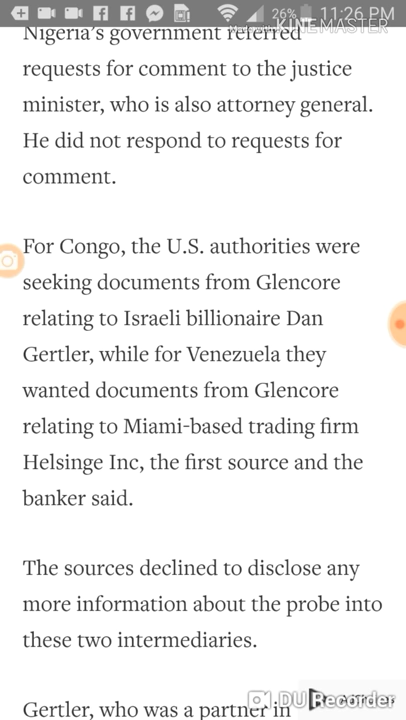 26% 11:26 PM
Made with KINEMASTER
Nigeria's government referred
requests for comment to the justice
minister, who is also attorney general.
He did not respond to requests for
comment.
For Congo, the U.S. authorities were
seeking documents from Glencore
relating to Israeli billionaire Dan
Gertler, while for Venezuela they
wanted documents from Glencore
relating to Miami-based trading firm
Helsinge Inc, the first source and the
banker said.
The sources declined to disclose any
more information about the probe into
these two intermediaries.
Gertler, who was a partner in
DU Recorder